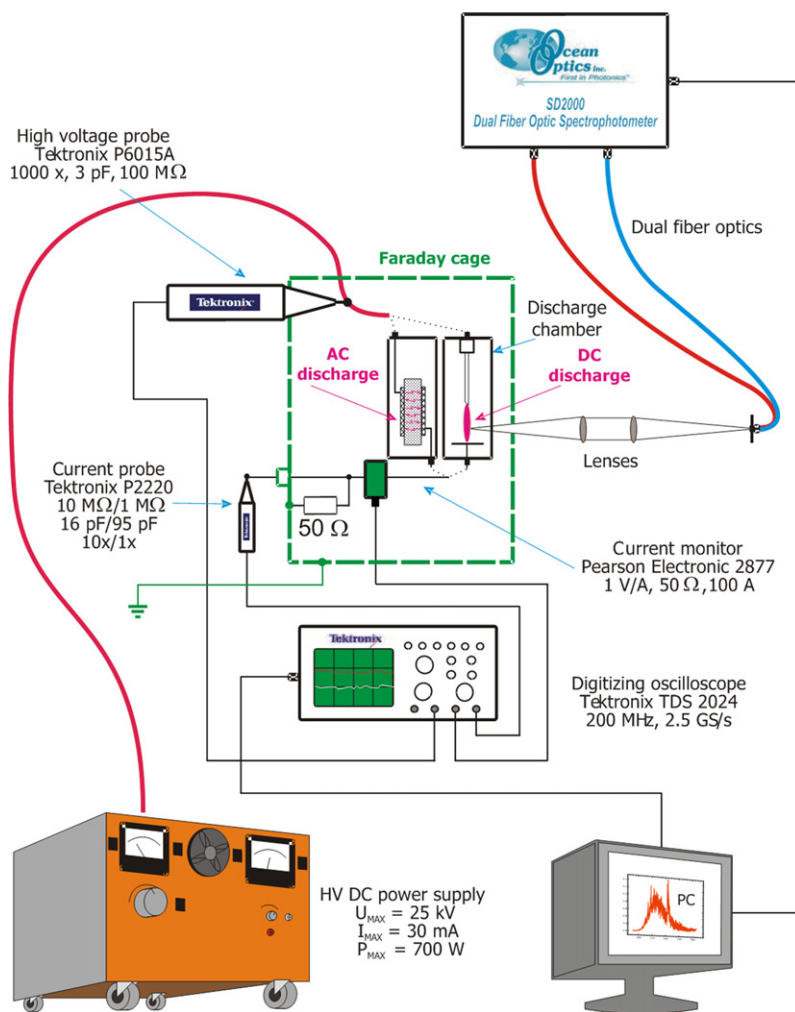 Ocean
Optics Inc.
First in Photonics™
SD2000
Dual Fiber Optic Spectrophotometer
High voltage probe
Tektronix P6015A
1000 x, 3 pF, 100 MΩ
Dual fiber optics
Faraday cage
Tektronix
Discharge
chamber
AC
discharge
DC
discharge
Lenses
Current probe
Tektronix P2220
10 MΩ/1 MΩ
16 pF/95 pF
10x/1x
50 Ω
Current monitor
Pearson Electronic 2877
1 V/A, 50 Ω, 100 A
Tektronix
Digitizing oscilloscope
Tektronix TDS 2024
200 MHz, 2.5 GS/s
HV DC power supply
UMAX = 25 kV
IMAX = 30 mA
PMAX = 700 W
PC